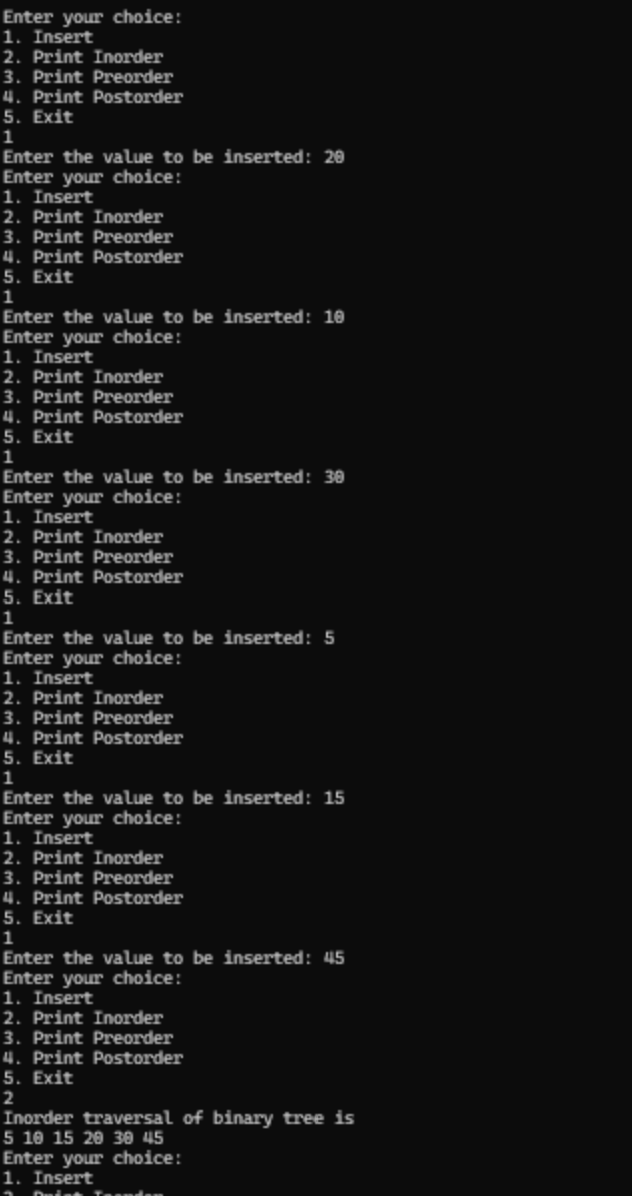 Enter your choice:
1. Insert
2. Print Inorder
3. Print Preorder
4. Print Postorder
5. Exit
1
Enter the value to be inserted: 20
Enter your choice:
1. Insert
2. Print Inorder
3. Print Preorder
4. Print Postorder
5. Exit
1
Enter the value to be inserted: 10
Enter your choice:
1. Insert
2. Print Inorder
3. Print Preorder
4. Print Postorder
5. Exit
1
Enter the value to be inserted: 30
Enter your choice:
1. Insert
2. Print Inorder
3. Print Preorder
4. Print Postorder
5. Exit
1
Enter the value to be inserted: 5
Enter your choice:
1. Insert
2. Print Inorder
3. Print Preorder
4. Print Postorder
5. Exit
1
Enter the value to be inserted: 15
Enter your choice:
1. Insert
2. Print Inorder
3. Print Preorder
4. Print Postorder
5. Exit
1
Enter the value to be inserted: 45
Enter your choice:
1. Insert
2. Print Inorder
3. Print Preorder
4. Print Postorder
5. Exit
2
Inorder traversal of binary tree is
5 10 15 20 30 45
Enter your choice:
1. Insert
2. Print Inorder